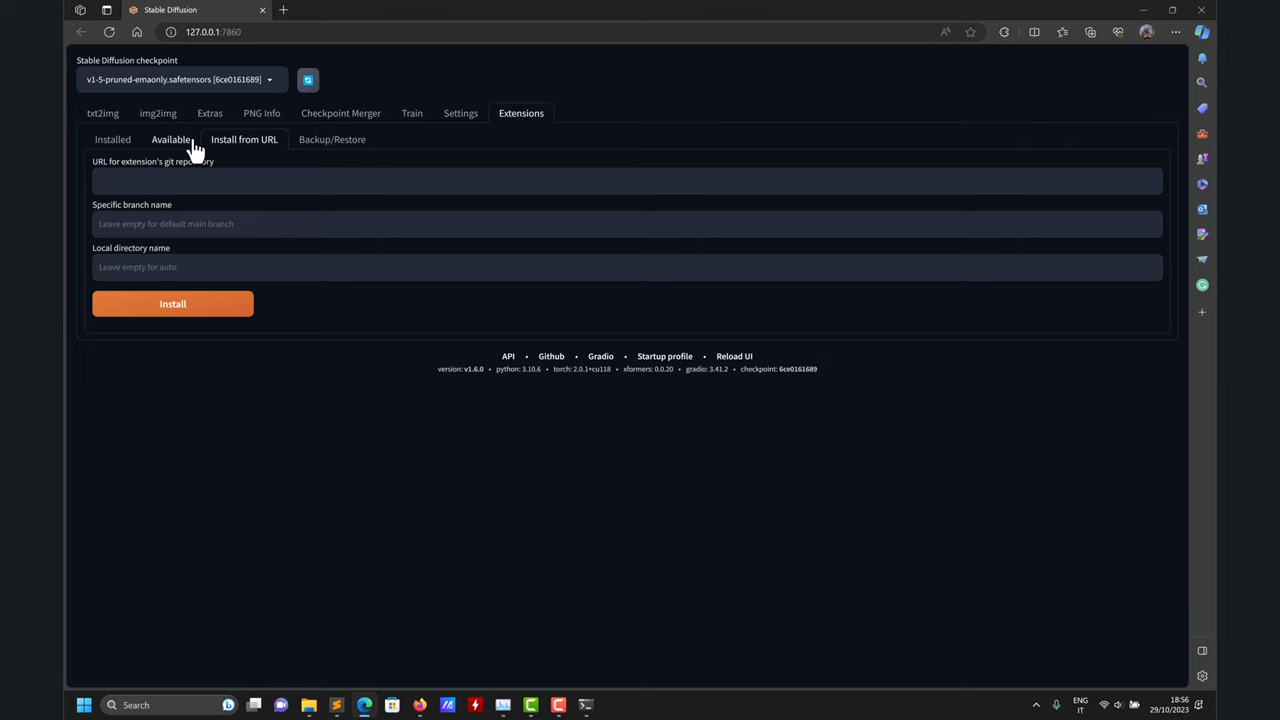 Stable Diffusion
127.0.0.1:7860
Stable Diffusion checkpoint
v1-5-pruned-emaonly.safetensors [6ce0161689]
txt2img img2img Extras PNG Info Checkpoint Merger Train Settings Extensions
Installed Available Install from URL Backup/Restore
URL for extension's git repository
Specific branch name
Leave empty for default main branch
Local directory name
Leave empty for auto
Install
API • Github • Gradio • Startup profile • Reload UI
version: v1.6.0 • python: 3.10.6 • torch: 2.0.1+cu118 • xformers: 0.0.20 • gradio: 3.41.2 • checkpoint: 6ce0161689
Search
ENG
IT
18:56
29/10/2023